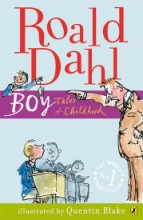 Roald
Dahl
BOY Tales of Childhood
illustrated by Quentin Blake